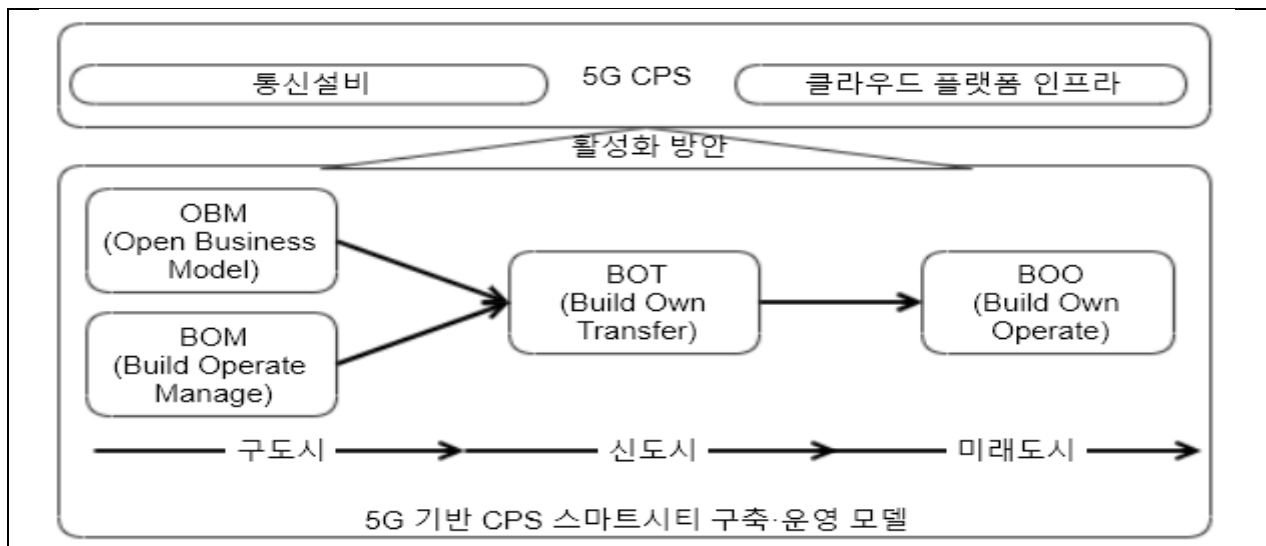 통신설비
5G CPS
클라우드 플랫폼 인프라
활성화 방안
OBM
(Open Business
Model)
BOM
(Build Operate
Manage)
BOT
(Build Own
Transfer)
BOO
(Build Own
Operate)
구도시
신도시
미래도시
5G 기반 CPS 스마트시티 구축·운영 모델